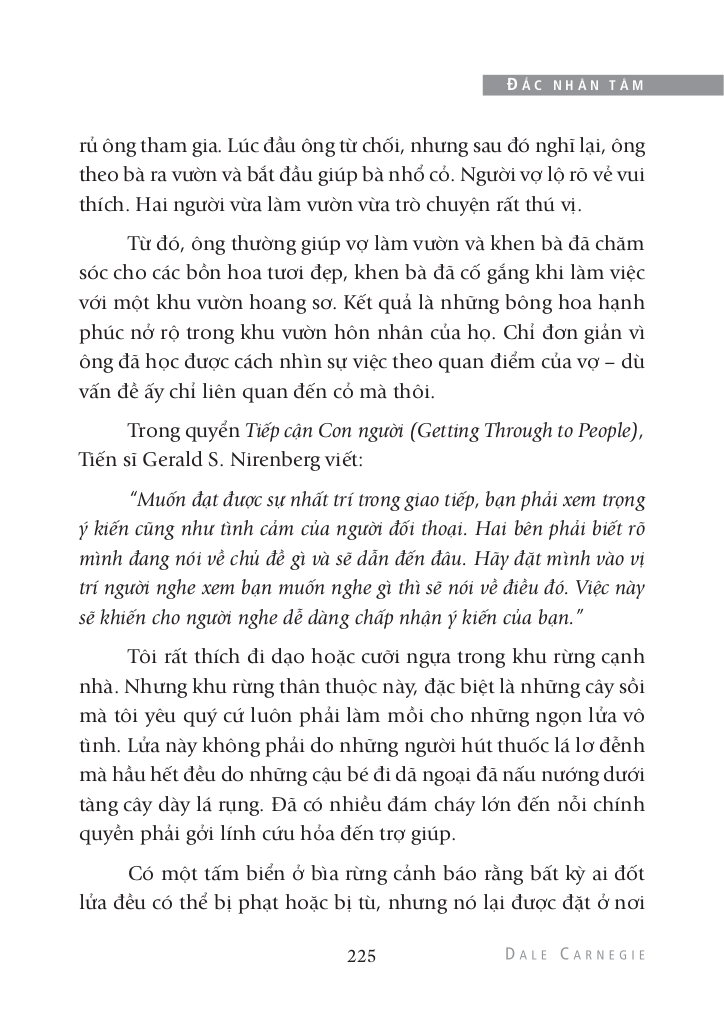 ĐẮC NHÂN TÂM
rủ ông tham gia. Lúc đầu ông từ chối, nhưng sau đó nghĩ lại, ông
theo bà ra vườn và bắt đầu giúp bà nhổ cỏ. Người vợ lộ rõ vẻ vui
thích. Hai người vừa làm vườn vừa trò chuyện rất thú vị.
Từ đó, ông thường giúp vợ làm vườn và khen bà đã chăm
sóc cho các bồn hoa tươi đẹp, khen bà đã cố gắng khi làm việc
với một khu vườn hoang sơ. Kết quả là những bông hoa hạnh
phúc nở rộ trong khu vườn hôn nhân của họ. Chỉ đơn giản vì
ông đã học được cách nhìn sự việc theo quan điểm của vợ – dù
vấn đề ấy chỉ liên quan đến cỏ mà thôi.
Trong quyển Tiếp cận Con người (Getting Through to People),
Tiến sĩ Gerald S. Nirenberg viết:
“Muốn đạt được sự nhất trí trong giao tiếp, bạn phải xem trọng
ý kiến cũng như tình cảm của người đối thoại. Hai bên phải biết rõ
mình đang nói về chủ đề gì và sẽ dẫn đến đâu. Hãy đặt mình vào vị
trí người nghe xem bạn muốn nghe gì thì sẽ nói về điều đó. Việc này
sẽ khiến cho người nghe dễ dàng chấp nhận ý kiến của bạn.”
Tôi rất thích đi dạo hoặc cưỡi ngựa trong khu rừng cạnh
nhà. Nhưng khu rừng thân thuộc này, đặc biệt là những cây sồi
mà tôi yêu quý cứ luôn phải làm mồi cho những ngọn lửa vô
tình. Lửa này không phải do những người hút thuốc lá lơ đễnh
mà hầu hết đều do những cậu bé đi dã ngoại đã nấu nướng dưới
tàng cây dày lá rụng. Đã có nhiều đám cháy lớn đến nỗi chính
quyền phải gởi lính cứu hỏa đến trợ giúp.
Có một tấm biển ở bìa rừng cảnh báo rằng bất kỳ ai đốt
lửa đều có thể bị phạt hoặc bị tù, nhưng nó lại được đặt ở nơi
225
DALE CARNEGIE